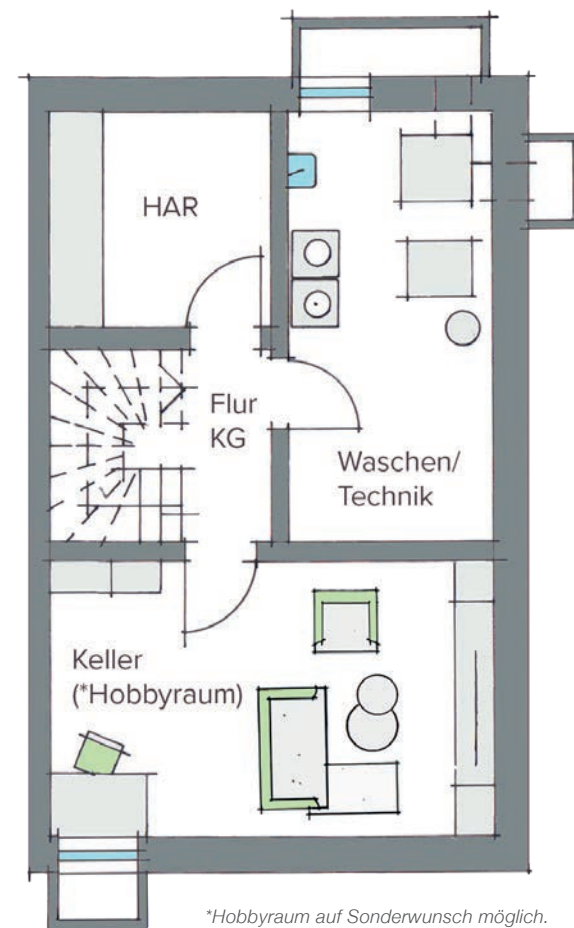 HAR
Flur
KG
Waschen/
Technik
Keller
(*Hobbyraum)
*Hobbyraum auf Sonderwunsch möglich.